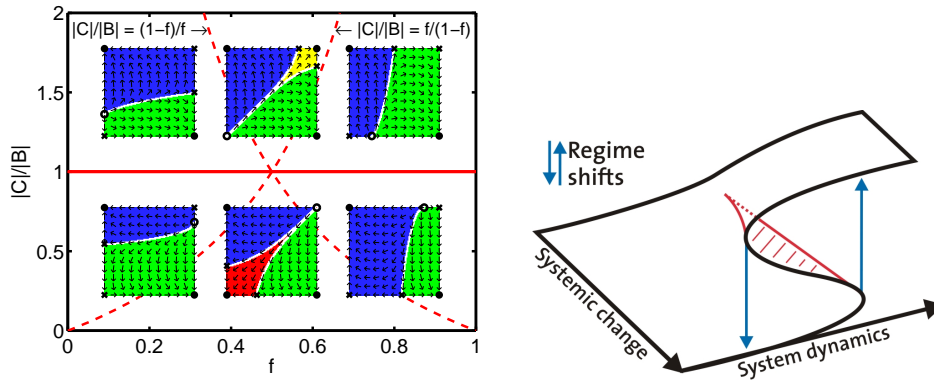 |C|/|B| = (1−f)/f →
← |C|/|B| = f/(1−f)
2
1.5
1
0.5
0
|C|/|B|
0
0.2
0.4
0.6
0.8
1
f
Regime
shifts
Systemic change
System dynamics